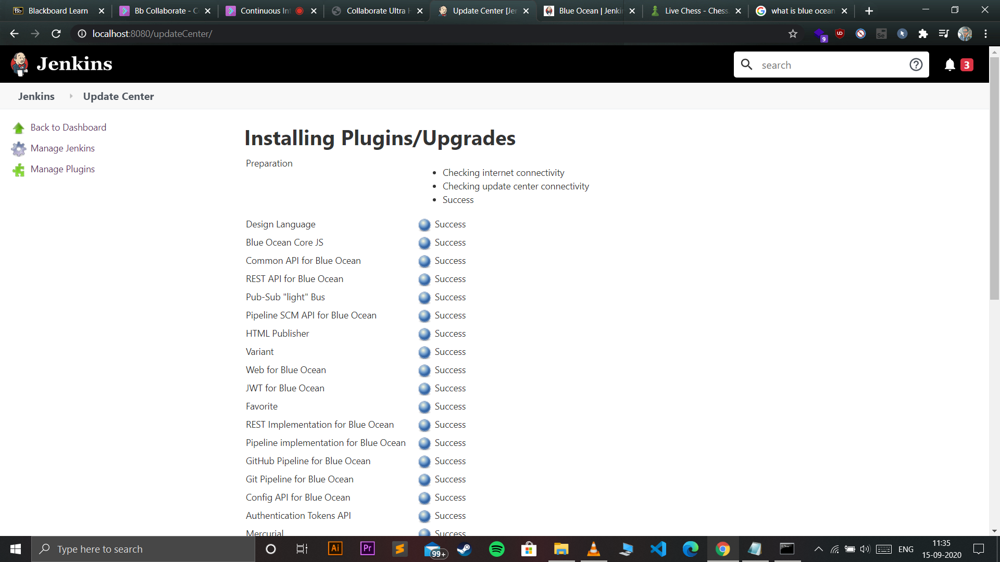 Blackboard Learn
Bb Collaborate - C
Continuous Int
Collaborate Ultra H
Update Center [Jen
Blue Ocean | Jenki
Live Chess - Chess.
what is blue ocean
localhost:8080/updateCenter/
9
Jenkins
search
3
Jenkins
Update Center
Back to Dashboard
Manage Jenkins
Manage Plugins
Installing Plugins/Upgrades
Preparation
Checking internet connectivity
Checking update center connectivity
Success
Design Language Success
Blue Ocean Core JS Success
Common API for Blue Ocean Success
REST API for Blue Ocean Success
Pub-Sub "light" Bus Success
Pipeline SCM API for Blue Ocean Success
HTML Publisher Success
Variant Success
Web for Blue Ocean Success
JWT for Blue Ocean Success
Favorite Success
REST Implementation for Blue Ocean Success
Pipeline implementation for Blue Ocean Success
GitHub Pipeline for Blue Ocean Success
Git Pipeline for Blue Ocean Success
Config API for Blue Ocean Success
Authentication Tokens API Success
Mercurial Success
Type here to search
Ai
Pr
99+
ENG
11:35
15-09-2020